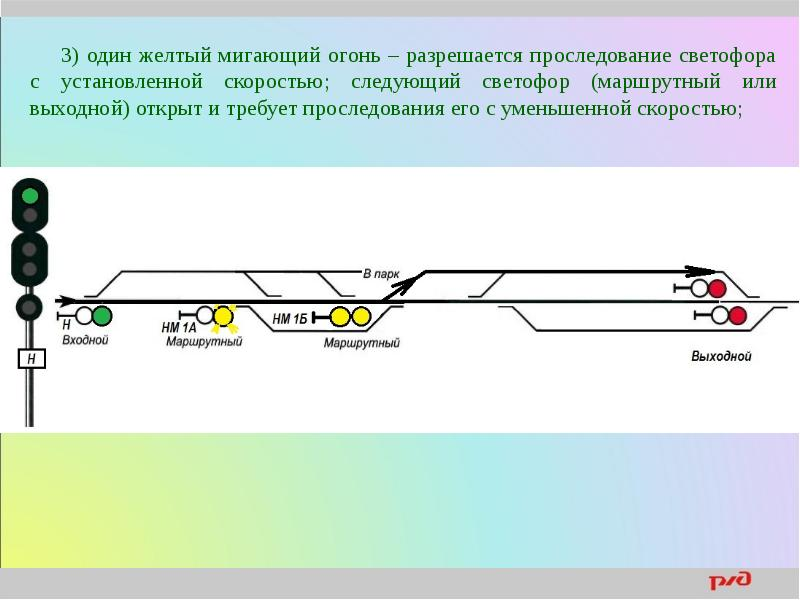 3) один желтый мигающий огонь – разрешается проследование светофора
с установленной скоростью; следующий светофор (маршрутный или
выходной) открыт и требует проследования его с уменьшенной скоростью;
В парк
Н
Входной
НМ 1А
Маршрутный
НМ 1Б
Маршрутный
Выходной
Н
ржд